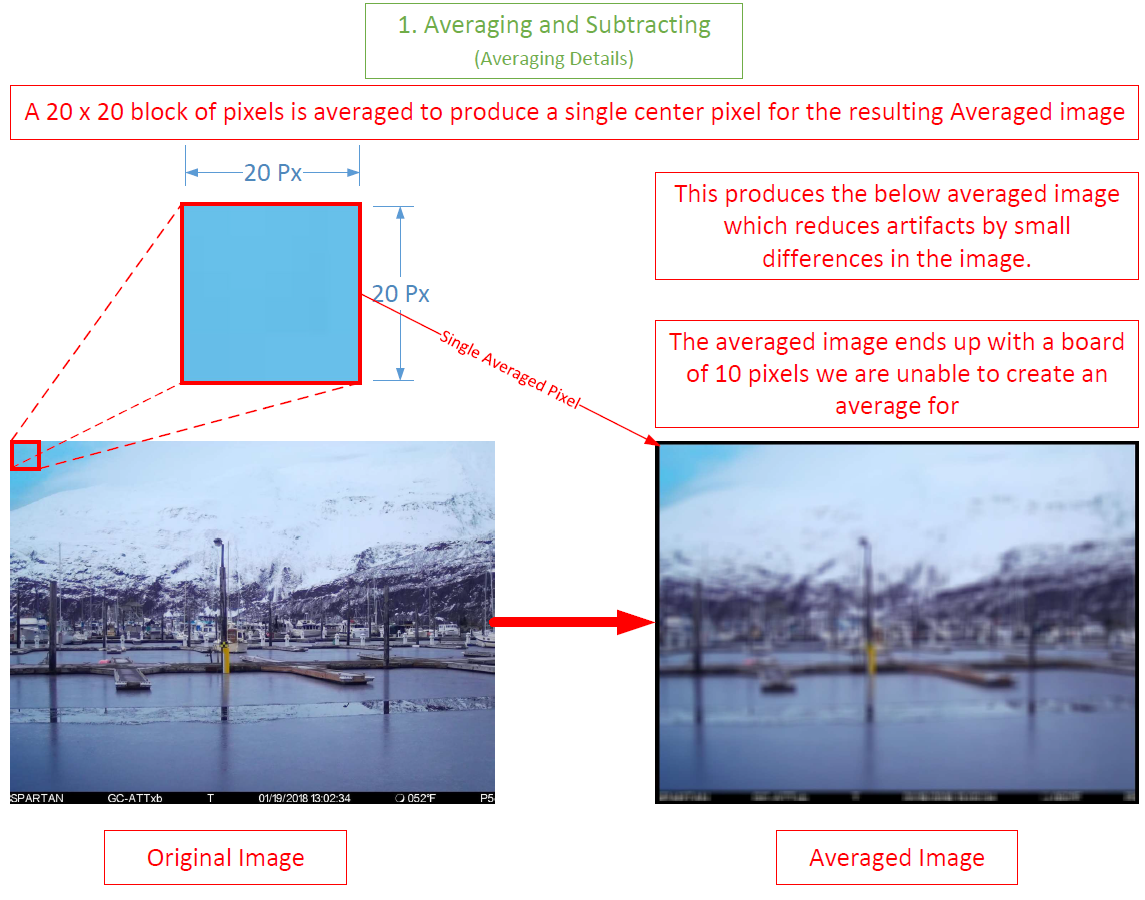 1. Averaging and Subtracting
(Averaging Details)
A 20 x 20 block of pixels is averaged to produce a single center pixel for the resulting Averaged image
20 Px
This produces the below averaged image
which reduces artifacts by small
differences in the image.
20 Px
Single Averaged Pixel
The averaged image ends up with a board
of 10 pixels we are unable to create an
average for
SPARTAN GC-ATTxb T 01/19/2018 13:02:34 052°F P5
Original Image
Averaged Image